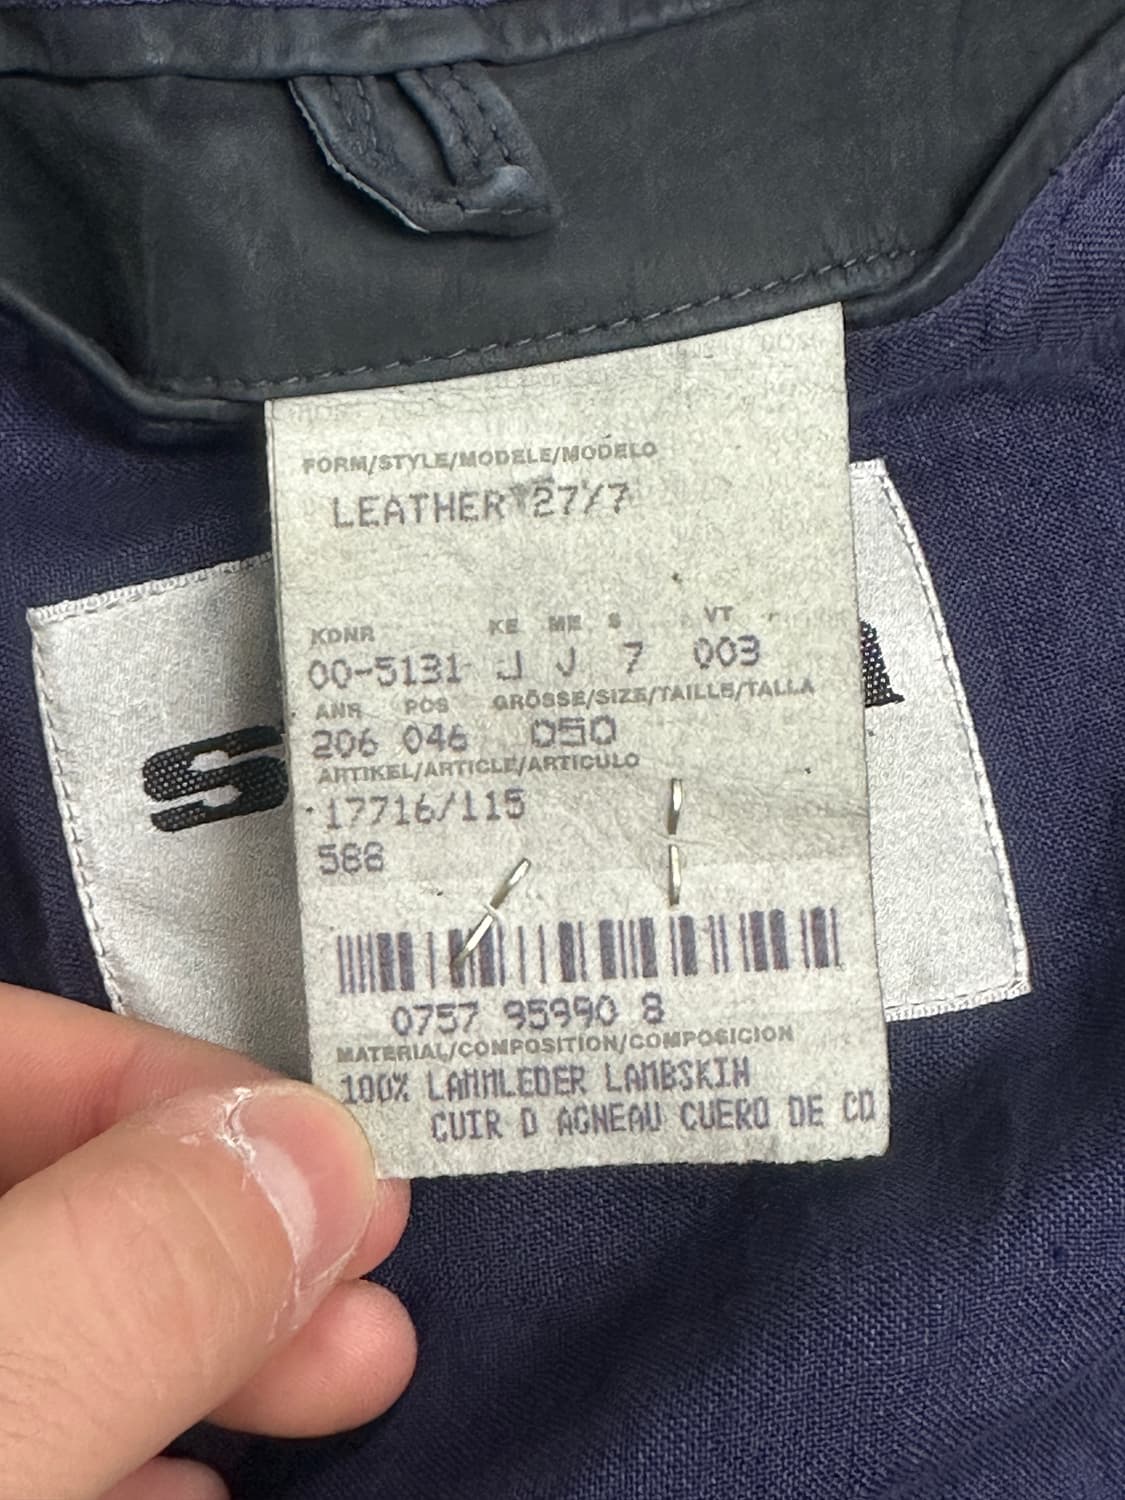 FORM/STYLE/MODELE/MODELO
LEATHER 27/7
KDNR KE ME S VT
00-5131 J J 7 003
ANR POS GRÖSSE/SIZE/TAILLE/TALLA
206 046 050
ARTIKEL/ARTICLE/ARTICULO
17716/115
588
0757 95990 8
MATERIAL/COMPOSITION/COMPOSICION
100% LAMMLEDER LAMBSKIN
CUIR D AGNEAU CUERO DE CO
S
A